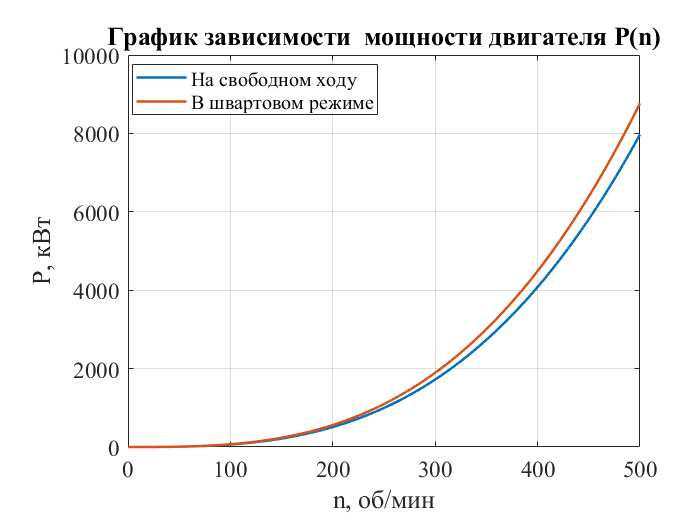 График зависимости  мощности двигателя P(n)
На свободном ходу
В швартовом режиме
10000
8000
6000
4000
2000
0
P, кВт
0 100 200 300 400 500
n, об/мин